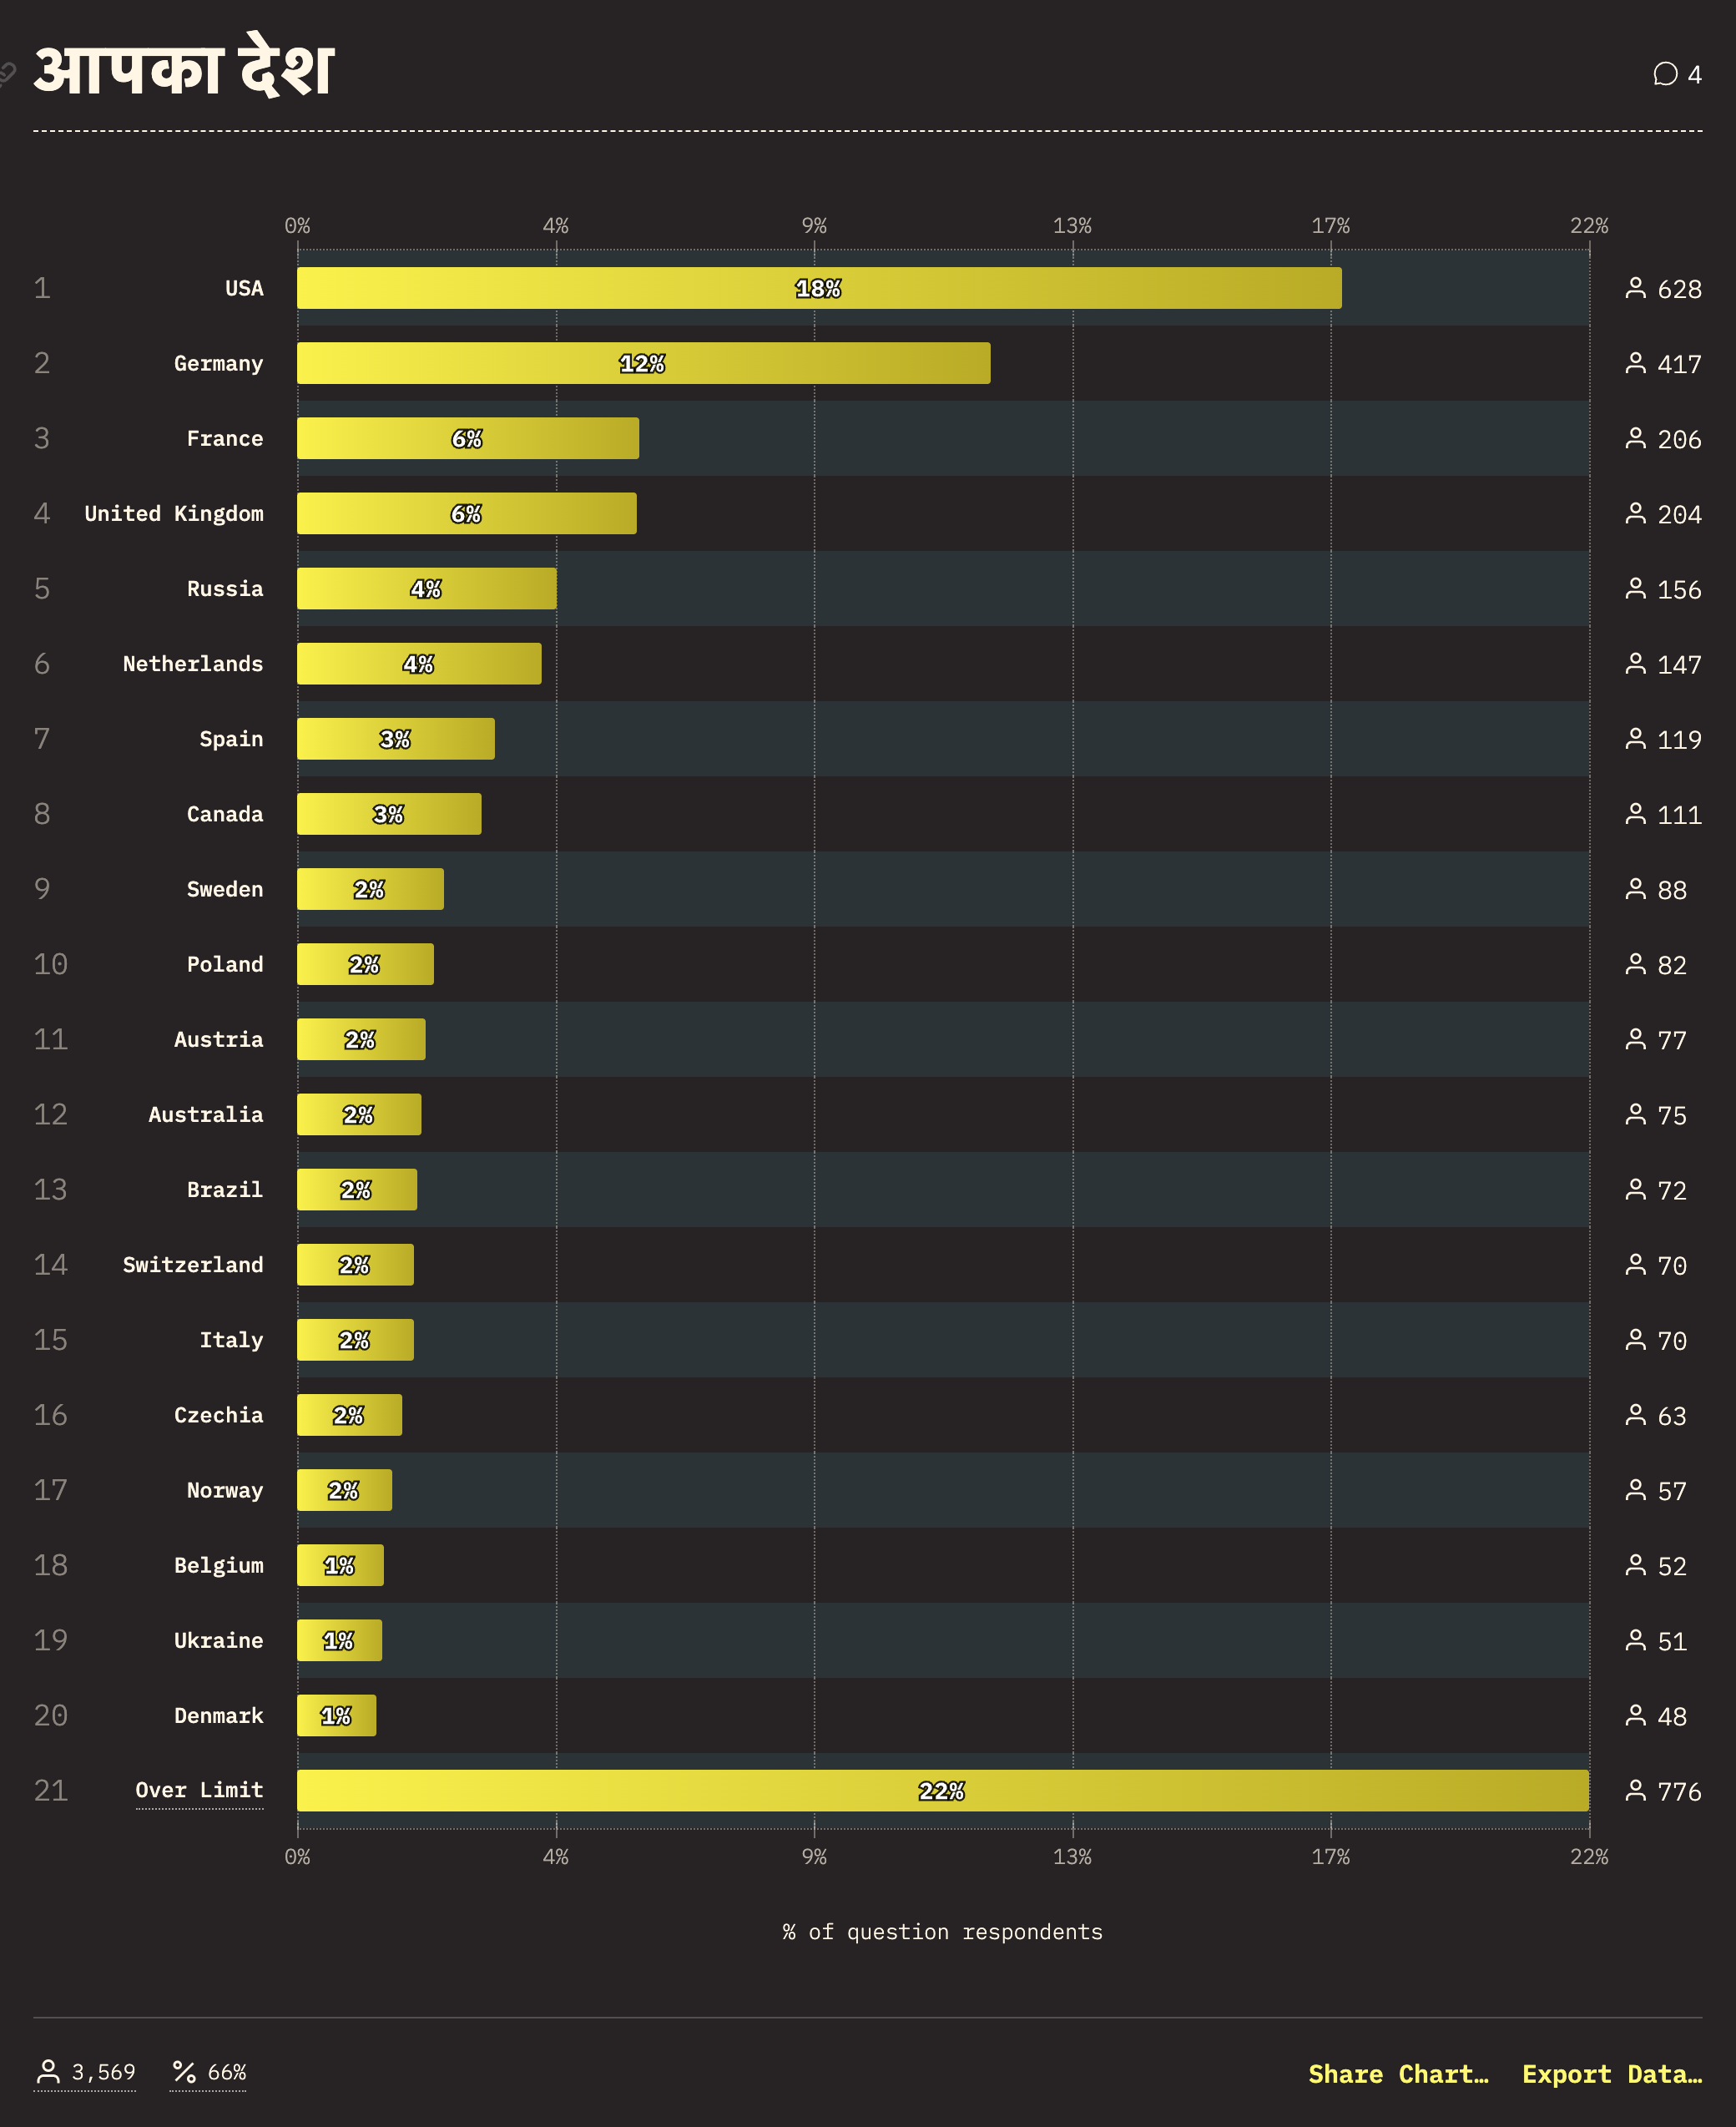 आपका देश
4
0% 4% 9% 13% 17% 22%
1 USA 18% 628
2 Germany 12% 417
3 France 6% 206
4 United Kingdom 6% 204
5 Russia 4% 156
6 Netherlands 4% 147
7 Spain 3% 119
8 Canada 3% 111
9 Sweden 2% 88
10 Poland 2% 82
11 Austria 2% 77
12 Australia 2% 75
13 Brazil 2% 72
14 Switzerland 2% 70
15 Italy 2% 70
16 Czechia 2% 63
17 Norway 2% 57
18 Belgium 1% 52
19 Ukraine 1% 51
20 Denmark 1% 48
21 Over Limit 22% 776
0% 4% 9% 13% 17% 22%
% of question respondents
3,569 % 66% Share Chart… Export Data…